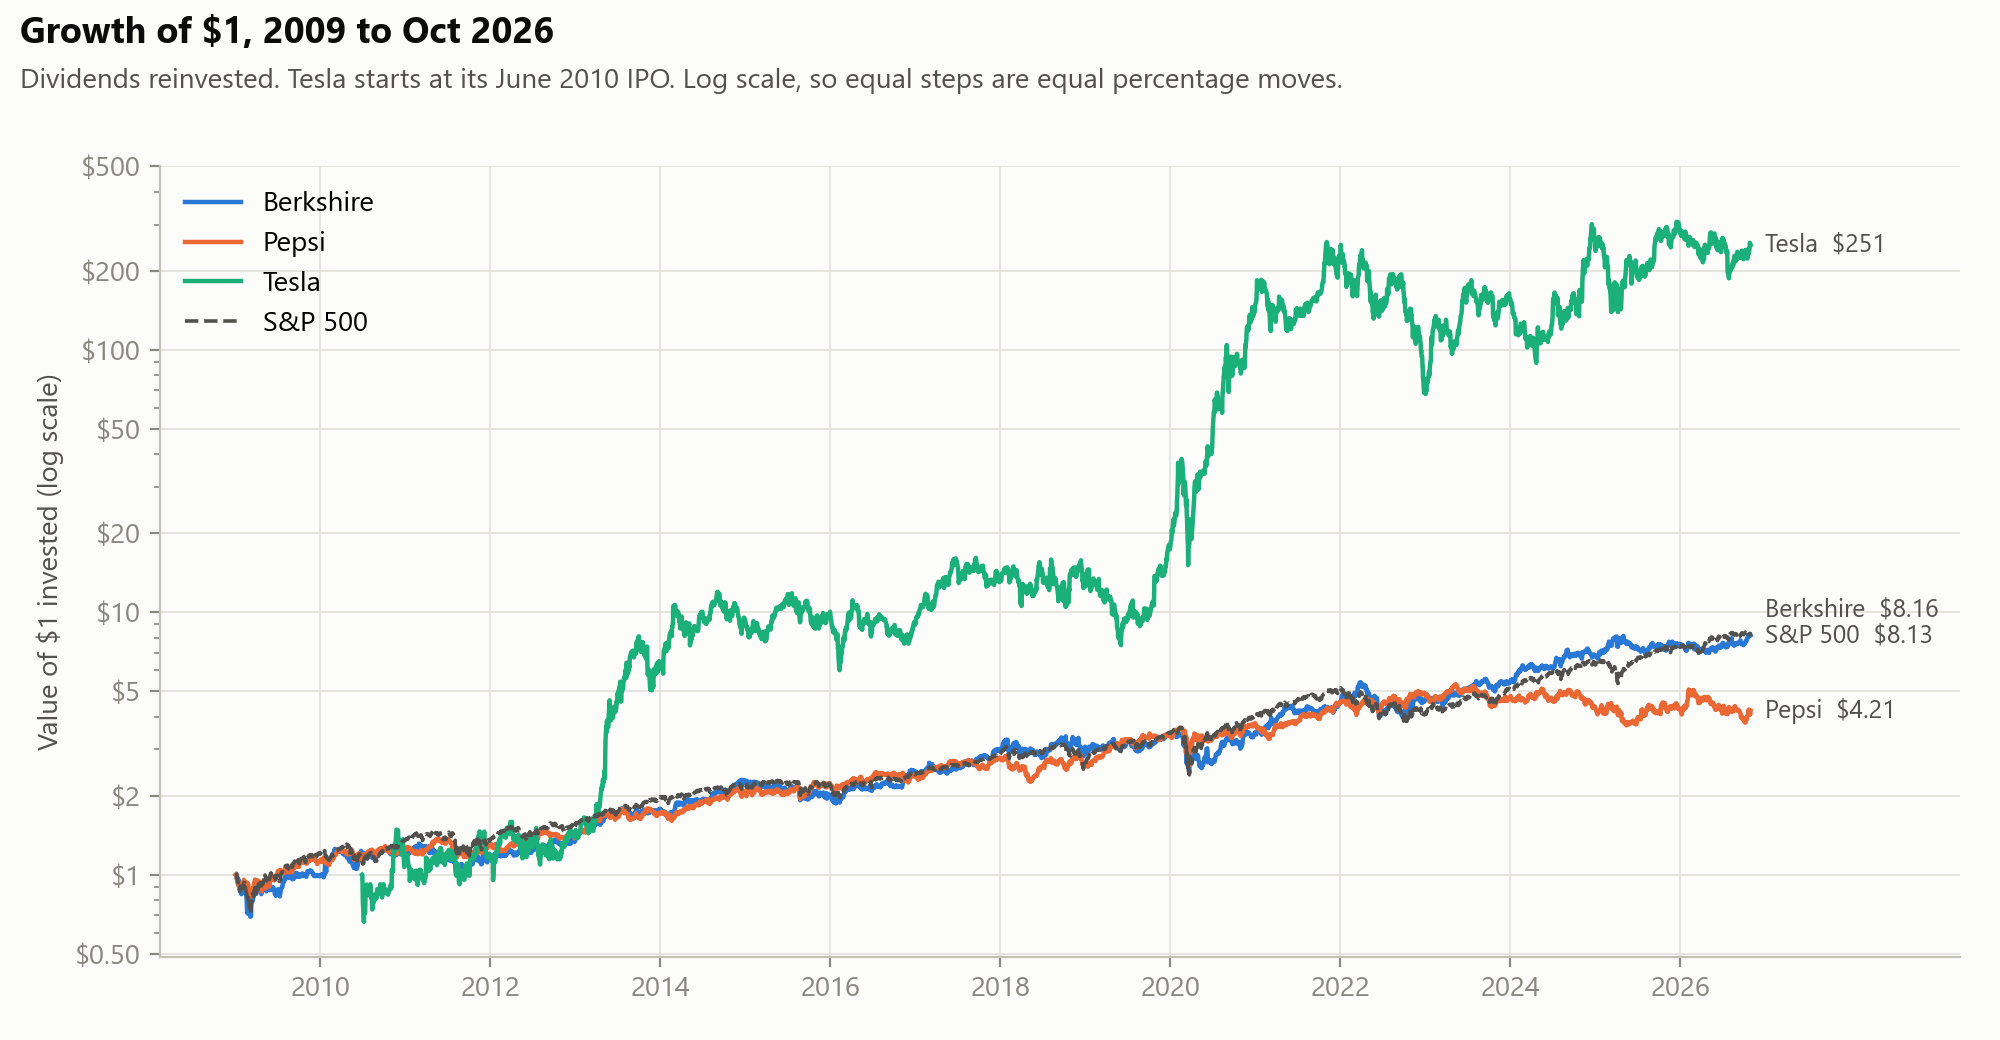 Growth of $1, 2009 to Oct 2026
Dividends reinvested. Tesla starts at its June 2010 IPO. Log scale, so equal steps are equal percentage moves.
Value of $1 invested (log scale)
$500
$200
$100
$50
$20
$10
$5
$2
$1
$0.50
Berkshire
Pepsi
Tesla
S&P 500
Tesla $251
Berkshire $8.16
S&P 500 $8.13
Pepsi $4.21
2010 2012 2014 2016 2018 2020 2022 2024 2026